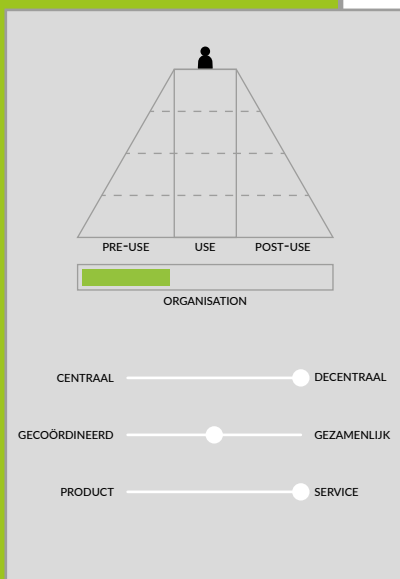 PRE-USE USE POST-USE
ORGANISATION
CENTRAAL DECENTRAAL
GECOÖRDINEERD GEZAMENLIJK
PRODUCT SERVICE